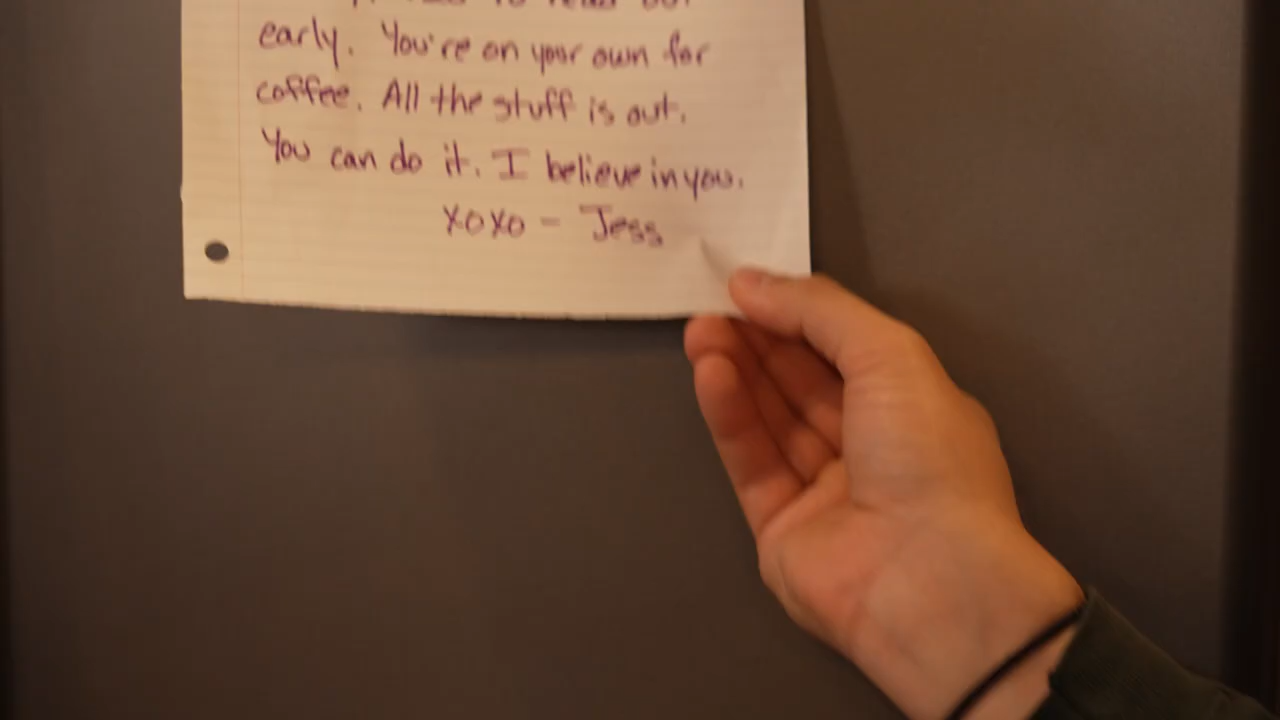 early. You're on your own for
coffee. All the stuff is out.
You can do it. I believe in you.
xoxo - Jess